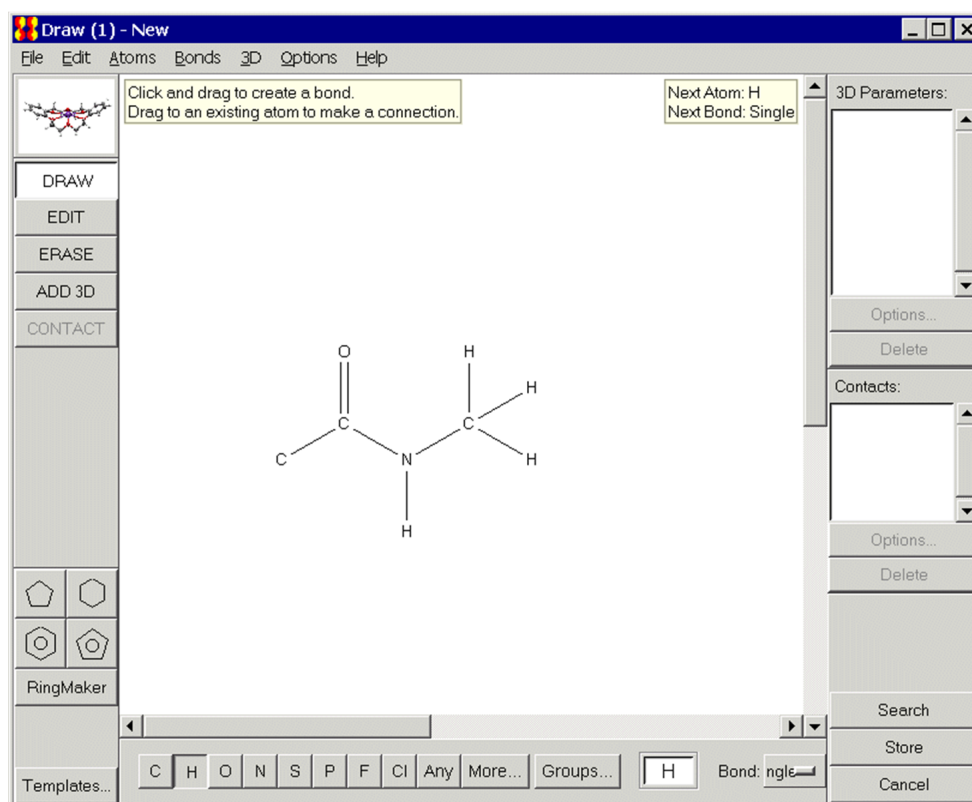 Draw (1) - New
File Edit Atoms Bonds 3D Options Help
Click and drag to create a bond.
Drag to an existing atom to make a connection.
Next Atom: H
Next Bond: Single
3D Parameters:
DRAW
EDIT
ERASE
ADD 3D
CONTACT
Options...
Delete
Contacts:
O H
H
C C
C N H
H
Options...
Delete
RingMaker
Templates...
C H O N S P F Cl Any More... Groups... H Bond: ngle
Search
Store
Cancel